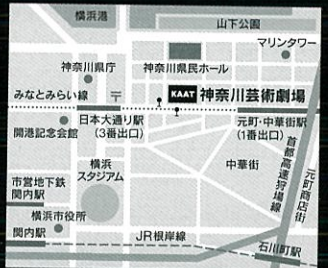 横浜港
山下公園
マリンタワー
神奈川県庁
神奈川県民ホール
みなとみらい線
〒
KAAT 神奈川芸術劇場
開港記念会館
日本大通り駅
(3番出口)
元町・中華街駅
(1番出口)
首都高速狩場線
元町商店街
横浜
スタジアム
中華街
市営地下鉄
関内駅
横浜市役所
関内駅
JR根岸線
石川町駅